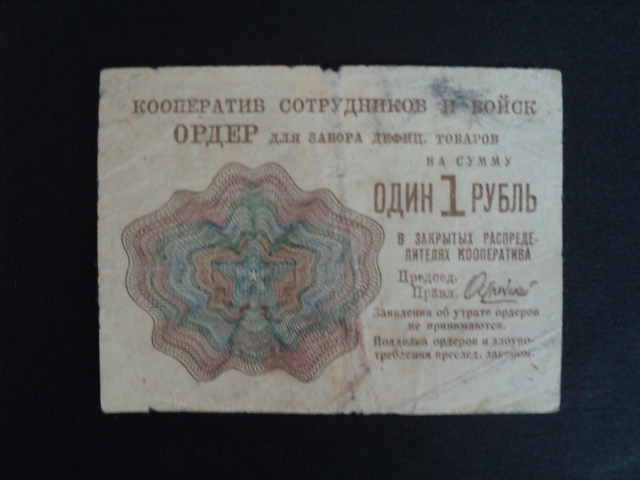 КООПЕРАТИВ СОТРУДНИКОВ И ВОЙСК
ОРДЕР ДЛЯ ЗАБОРА ДЕФИЦ. ТОВАРОВ
НА СУММУ
ОДИН 1 РУБЛЬ
В ЗАКРЫТЫХ РАСПРЕДЕ-
ЛИТЕЛЯХ КООПЕРАТИВА
Председ.
Правл.
Заявления об утрате ордеров
не принимаются.
Подделка ордеров и злоупо-
требления преслед. законом.